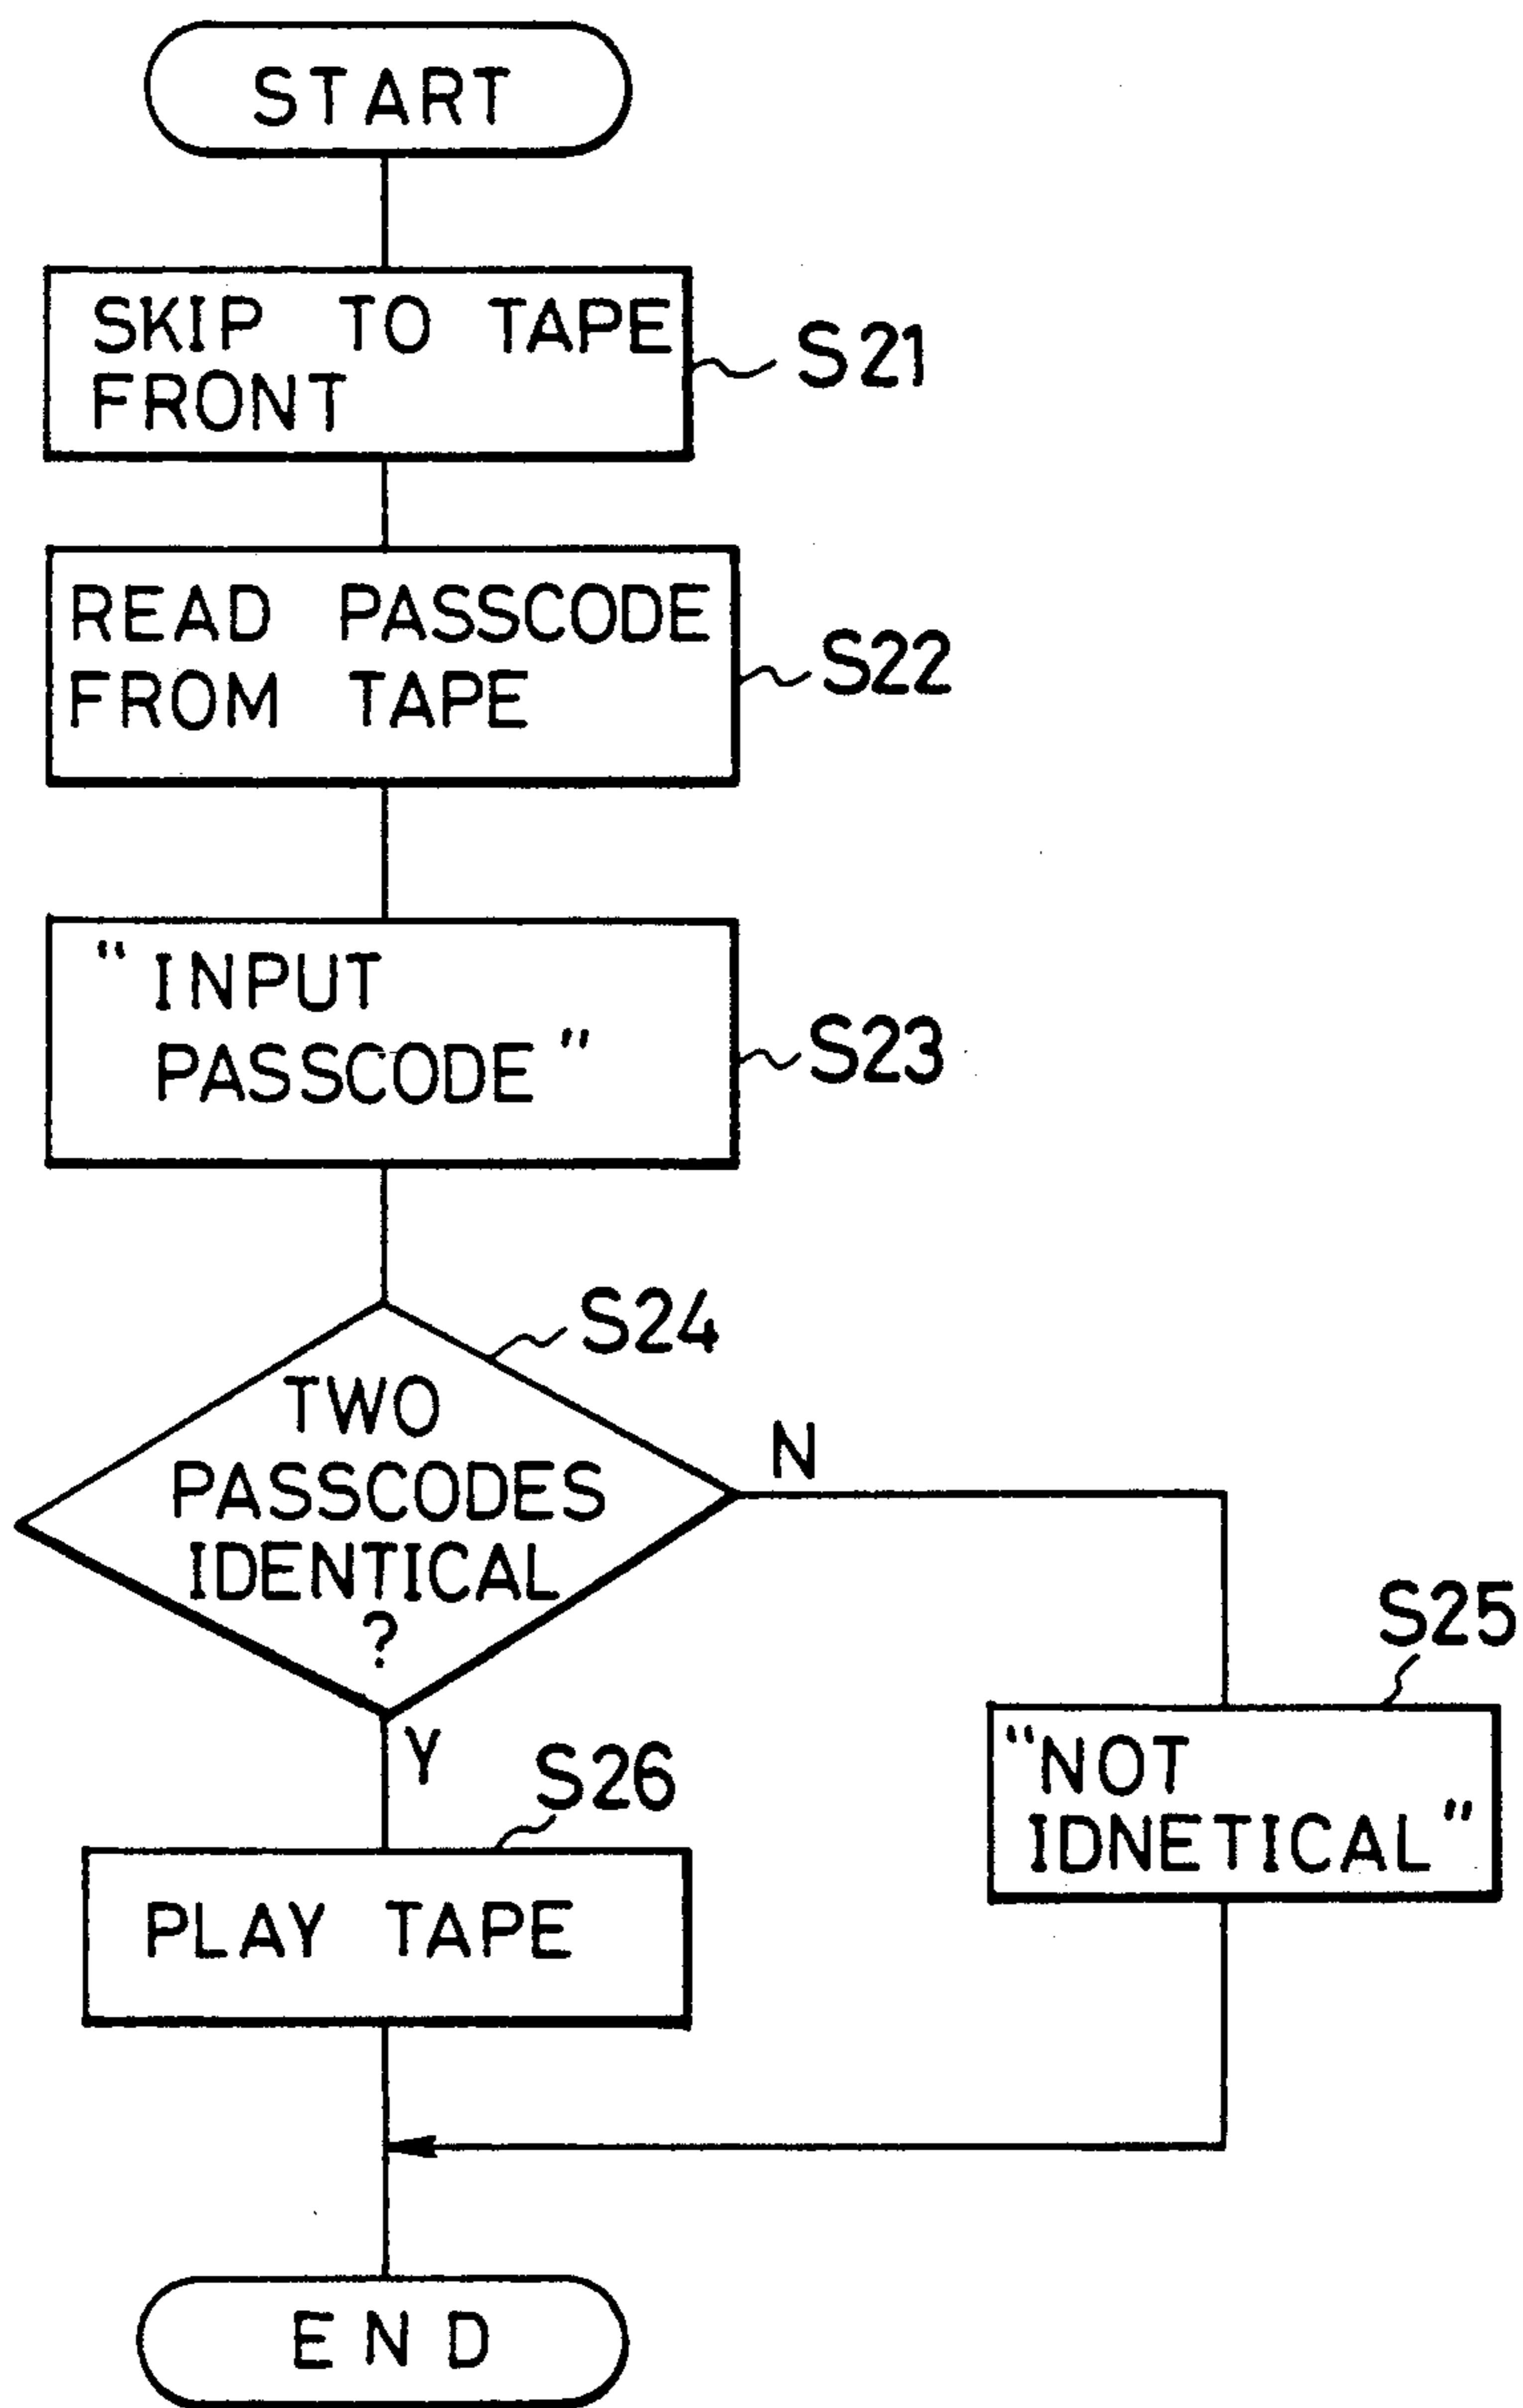 START
SKIP TO TAPE
FRONT
S21
READ PASSCODE
FROM TAPE
S22
"INPUT
PASSCODE"
S23
S24
TWO
PASSCODES
IDENTICAL
?
N
Y
S25
"NOT
IDNETICAL"
S26
PLAY TAPE
END